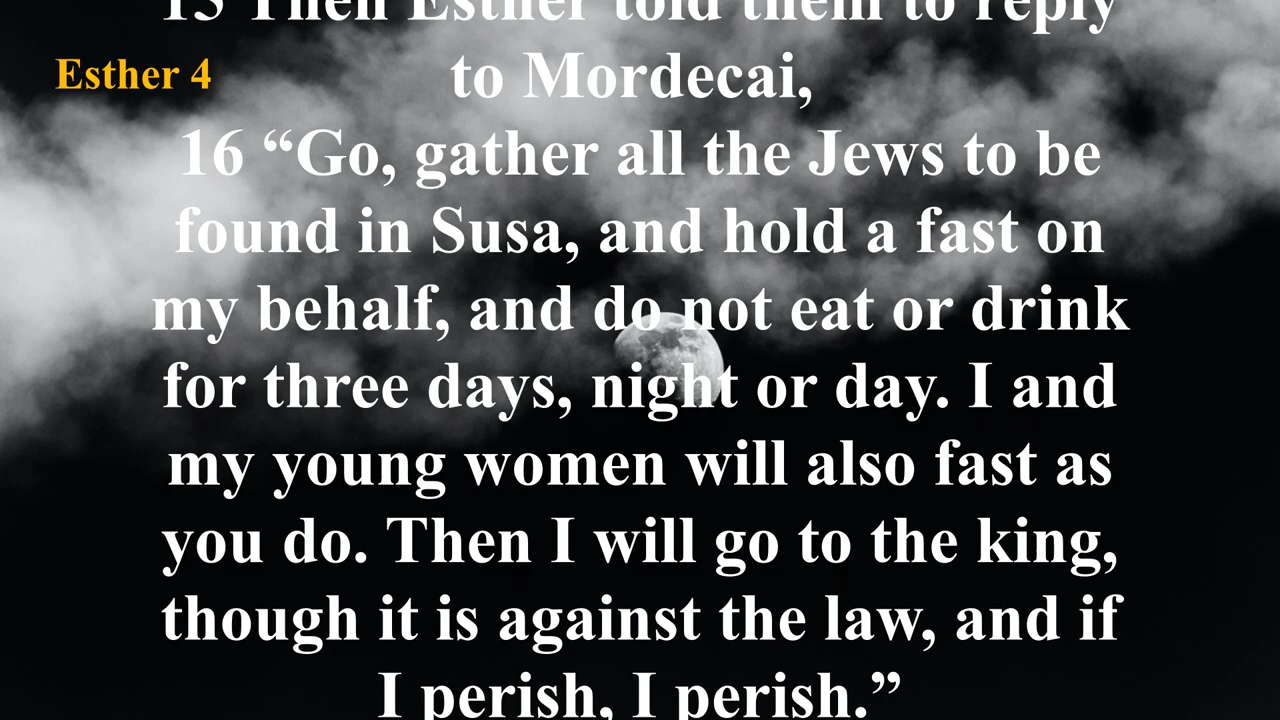 15 Then Esther told them to reply
Esther 4
to Mordecai,
16 “Go, gather all the Jews to be
found in Susa, and hold a fast on
my behalf, and do not eat or drink
for three days, night or day. I and
my young women will also fast as
you do. Then I will go to the king,
though it is against the law, and if
I perish, I perish.”